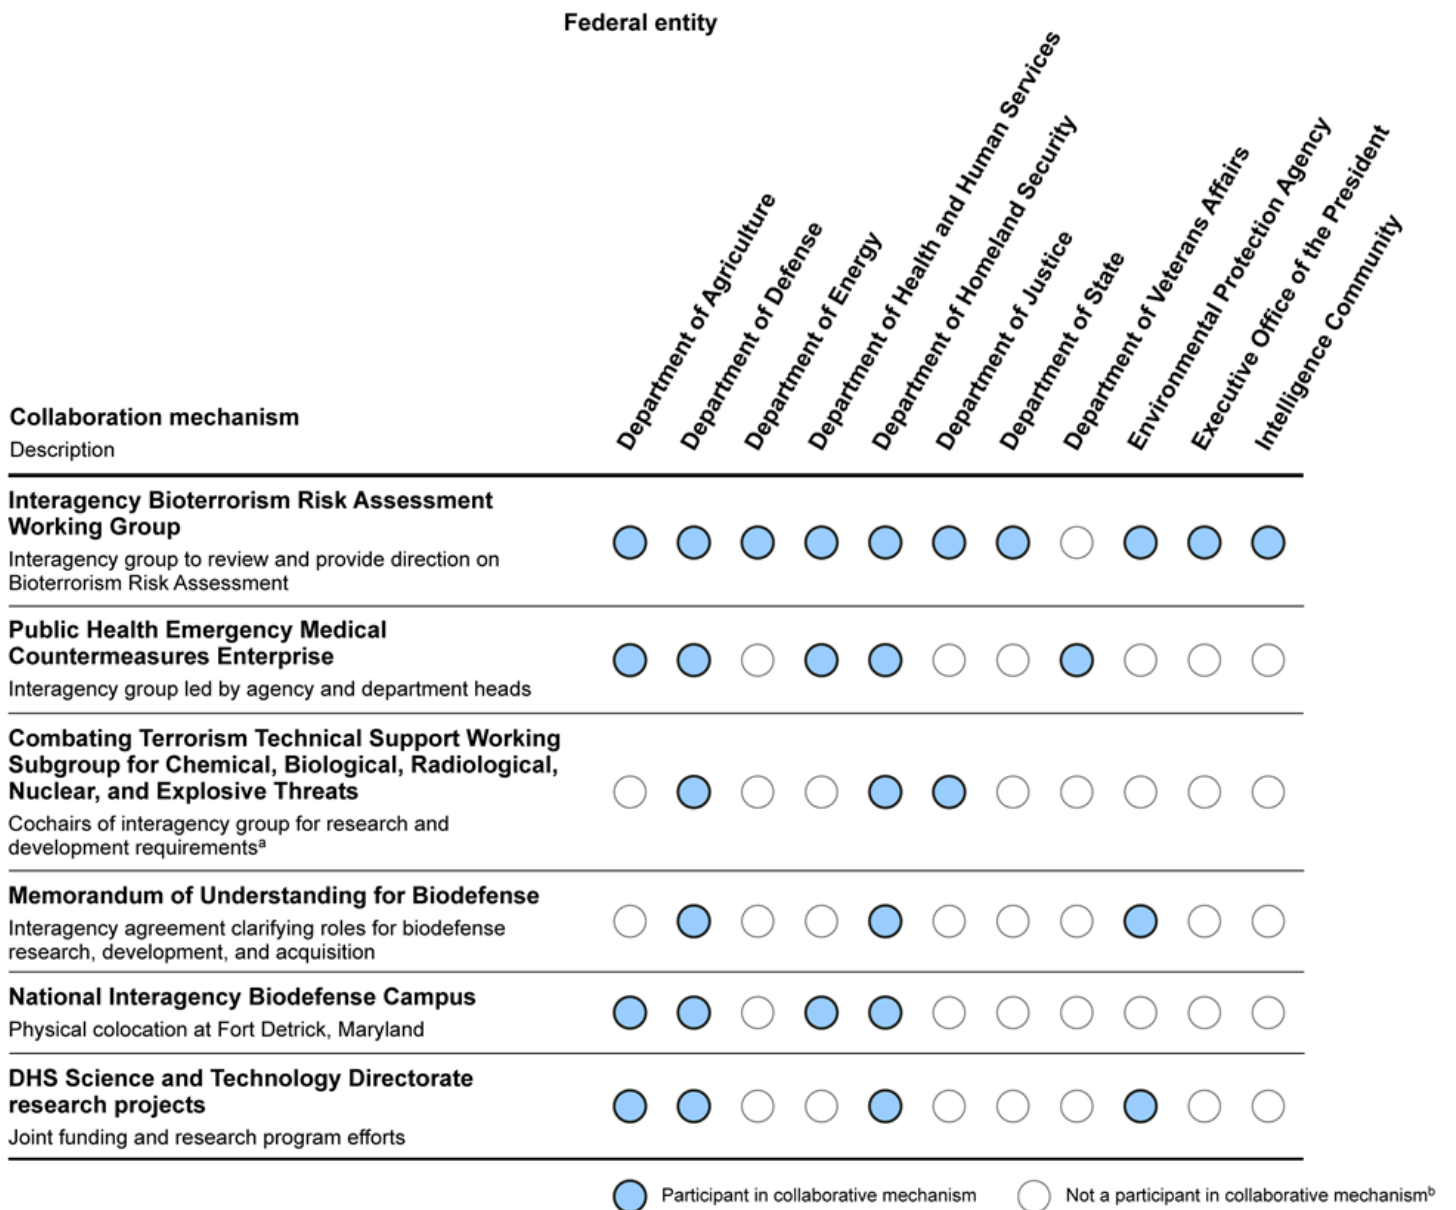 Federal entity
Department of Agriculture
Department of Defense
Department of Energy
Department of Health and Human Services
Department of Homeland Security
Department of Justice
Department of State
Department of Veterans Affairs
Environmental Protection Agency
Executive Office of the President
Intelligence Community
Collaboration mechanism
Description
Interagency Bioterrorism Risk Assessment
Working Group
Interagency group to review and provide direction on
Bioterrorism Risk Assessment
Public Health Emergency Medical
Countermeasures Enterprise
Interagency group led by agency and department heads
Combating Terrorism Technical Support Working
Subgroup for Chemical, Biological, Radiological,
Nuclear, and Explosive Threats
Cochairs of interagency group for research and
development requirementsᵃ
Memorandum of Understanding for Biodefense
Interagency agreement clarifying roles for biodefense
research, development, and acquisition
National Interagency Biodefense Campus
Physical colocation at Fort Detrick, Maryland
DHS Science and Technology Directorate
research projects
Joint funding and research program efforts
Participant in collaborative mechanism
Not a participant in collaborative mechanismᵇ